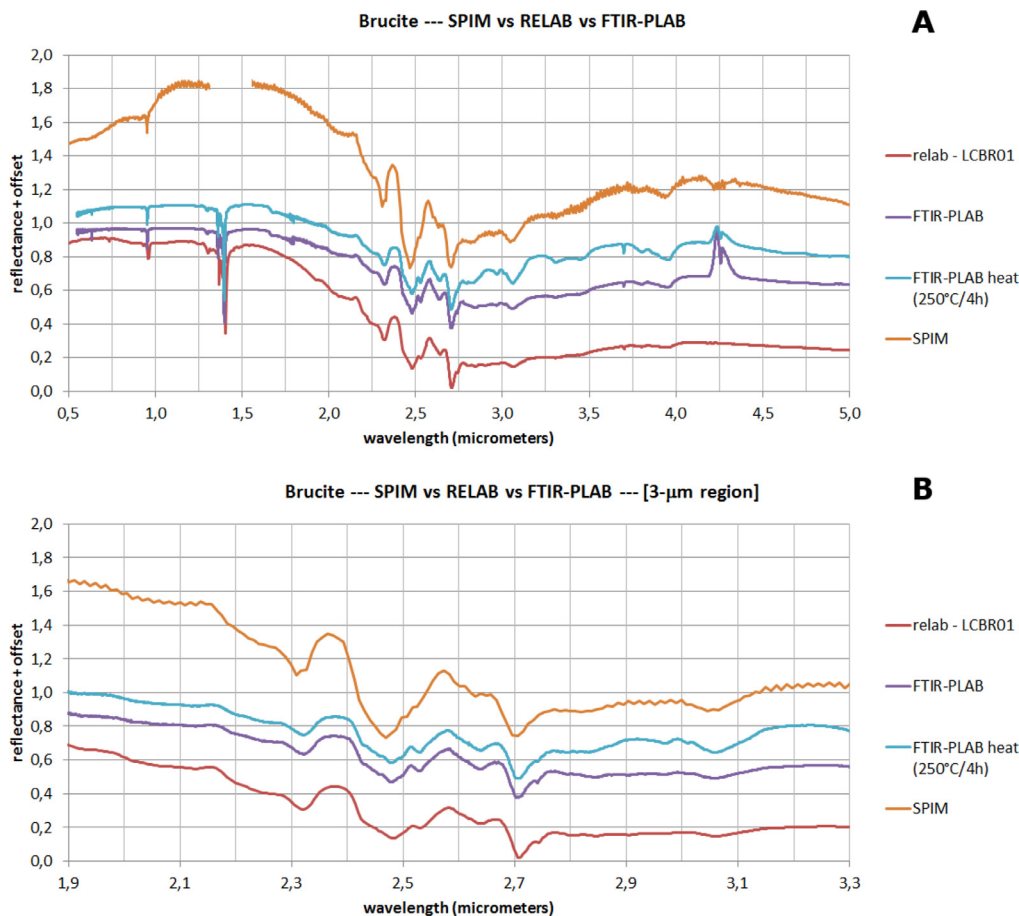 Brucite --- SPIM vs RELAB vs FTIR-PLAB
A
2,0
1,8
1,6
1,4
1,2
1,0
0,8
0,6
0,4
0,2
0,0
reflectance + offset
0,5
1,0
1,5
2,0
2,5
3,0
3,5
4,0
4,5
5,0
wavelength (micrometers)
relab - LCBR01
FTIR-PLAB
FTIR-PLAB heat
(250°C/4h)
SPIM
Brucite --- SPIM vs RELAB vs FTIR-PLAB --- [3-μm region]
B
2,0
1,8
1,6
1,4
1,2
1,0
0,8
0,6
0,4
0,2
0,0
reflectance + offset
1,9
2,1
2,3
2,5
2,7
2,9
3,1
3,3
wavelength (micrometers)
relab - LCBR01
FTIR-PLAB
FTIR-PLAB heat
(250°C/4h)
SPIM